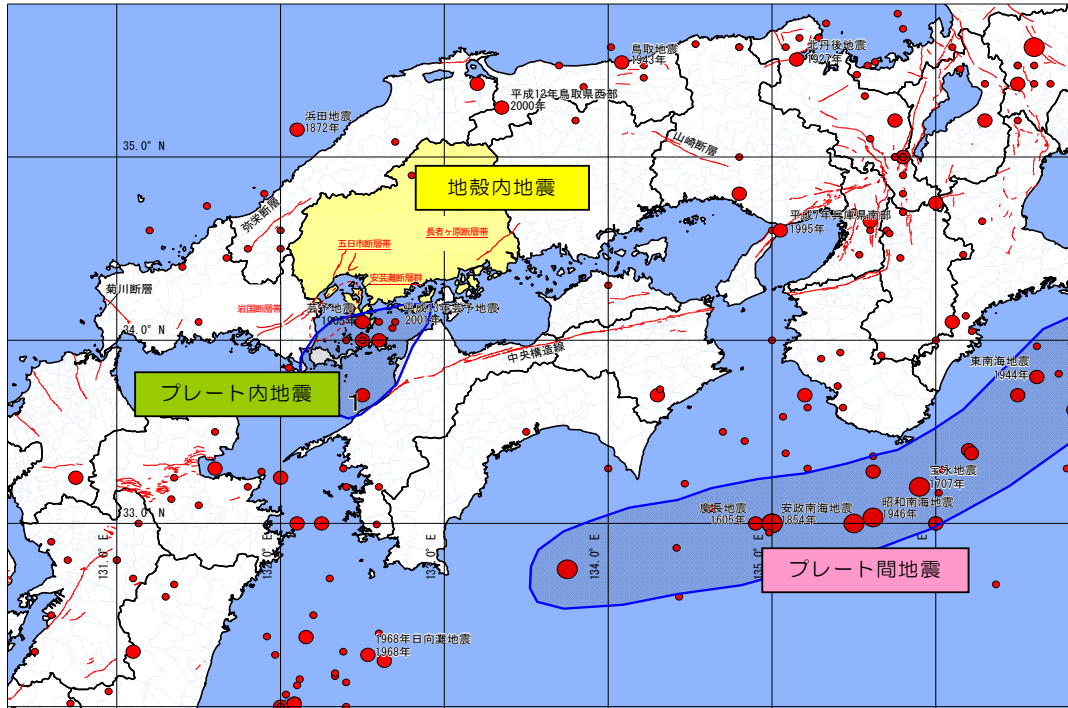 鳥取地震
1943年
北丹後地震
1927年
平成12年鳥取県西部
2000年
浜田地震
1872年
35.0° N
山崎断層
地殻内地震
弥栄断層
平成7年兵庫県南部
1995年
長者ヶ原断層帯
五日市断層帯
安芸灘断層群
菊川断層
岩国断層帯
芸予地震
1905年
平成13年芸予地震
2001年
34.0° N
中央構造線
東南海地震
1944年
プレート内地震
1
宝永地震
1707年
慶長地震
1605年
安政南海地震
1854年
昭和南海地震
1946年
33.0° N
131.0° E
132.0° E
133.0° E
134.0° E
135.0° E
E
プレート間地震
1968年日向灘地震
1968年